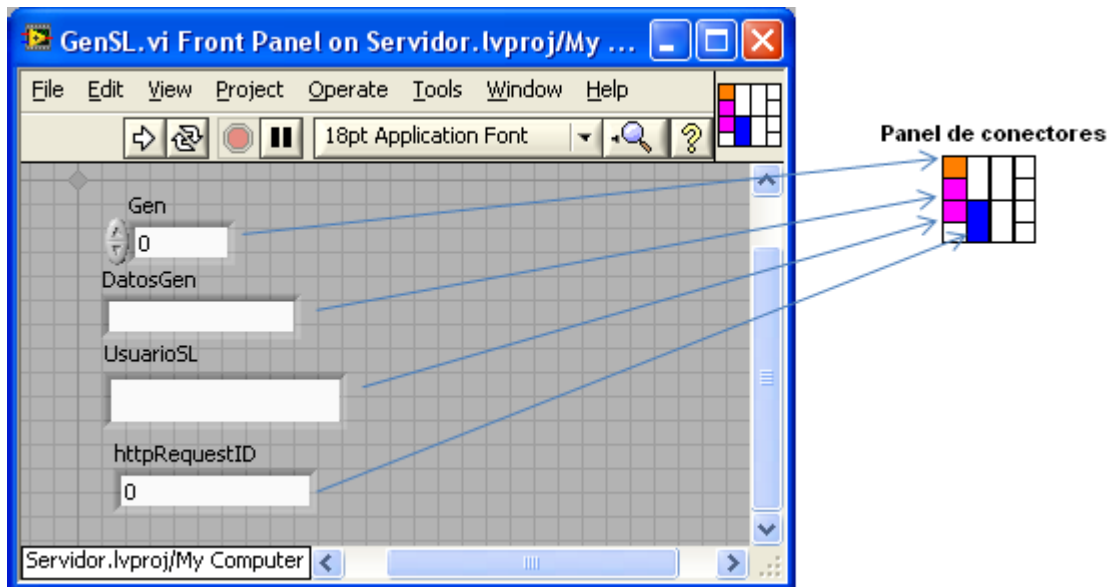 GenSL.vi Front Panel on Servidor.lvproj/My ...
File Edit View Project Operate Tools Window Help
18pt Application Font
Panel de conectores
Gen
0
DatosGen
UsuarioSL
httpRequestID
0
Servidor.lvproj/My Computer